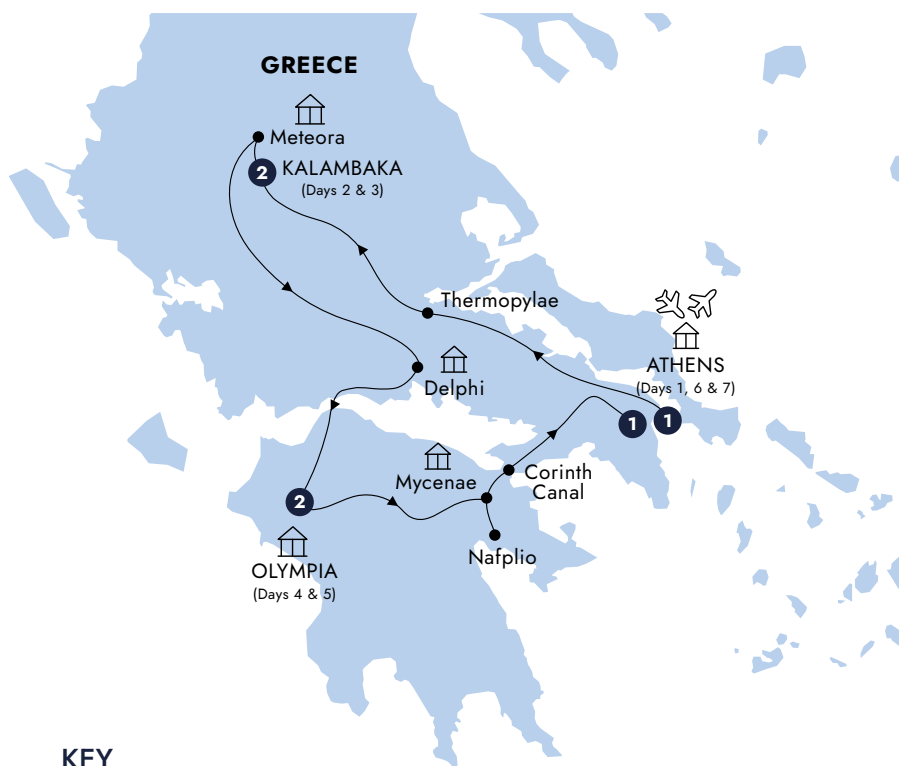 GREECE
Meteora
2
KALAMBAKA
(Days 2 & 3)
Thermopylae
ATHENS
(Days 1, 6 & 7)
Delphi
1
1
Mycenae
Corinth
Canal
2
Nafplio
OLYMPIA
(Days 4 & 5)
KEY